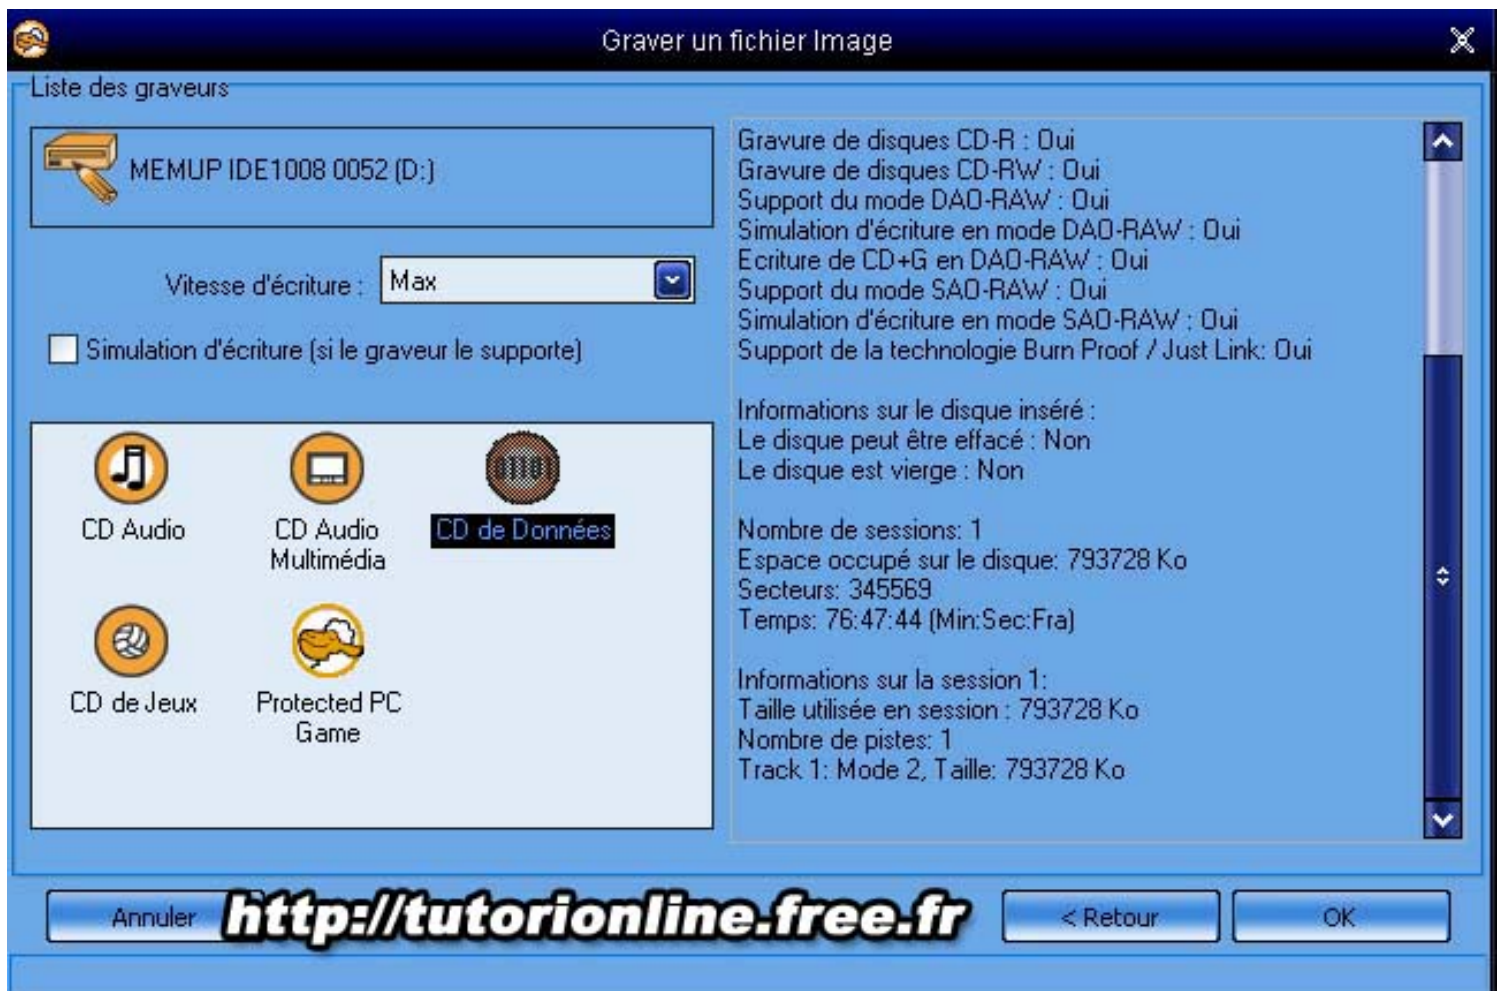 Graver un fichier Image
Liste des graveurs
MEMUP IDE1008 0052 (D:)
Vitesse d'écriture :
Max
Simulation d'écriture (si le graveur le supporte)
CD Audio
CD Audio
Multimédia
CD de Données
CD de Jeux
Protected PC
Game
Gravure de disques CD-R : Oui
Gravure de disques CD-RW : Oui
Support du mode DAO-RAW : Oui
Simulation d'écriture en mode DAO-RAW : Oui
Ecriture de CD+G en DAO-RAW : Oui
Support du mode SAO-RAW : Oui
Simulation d'écriture en mode SAO-RAW : Oui
Support de la technologie Burn Proof / Just Link: Oui
Informations sur le disque inséré :
Le disque peut être effacé : Non
Le disque est vierge : Non
Nombre de sessions: 1
Espace occupé sur le disque: 793728 Ko
Secteurs: 345569
Temps: 76:47:44 (Min:Sec:Fra)
Informations sur la session 1:
Taille utilisée en session : 793728 Ko
Nombre de pistes: 1
Track 1: Mode 2, Taille: 793728 Ko
Annuler
http://tutorionline.free.fr
< Retour
OK